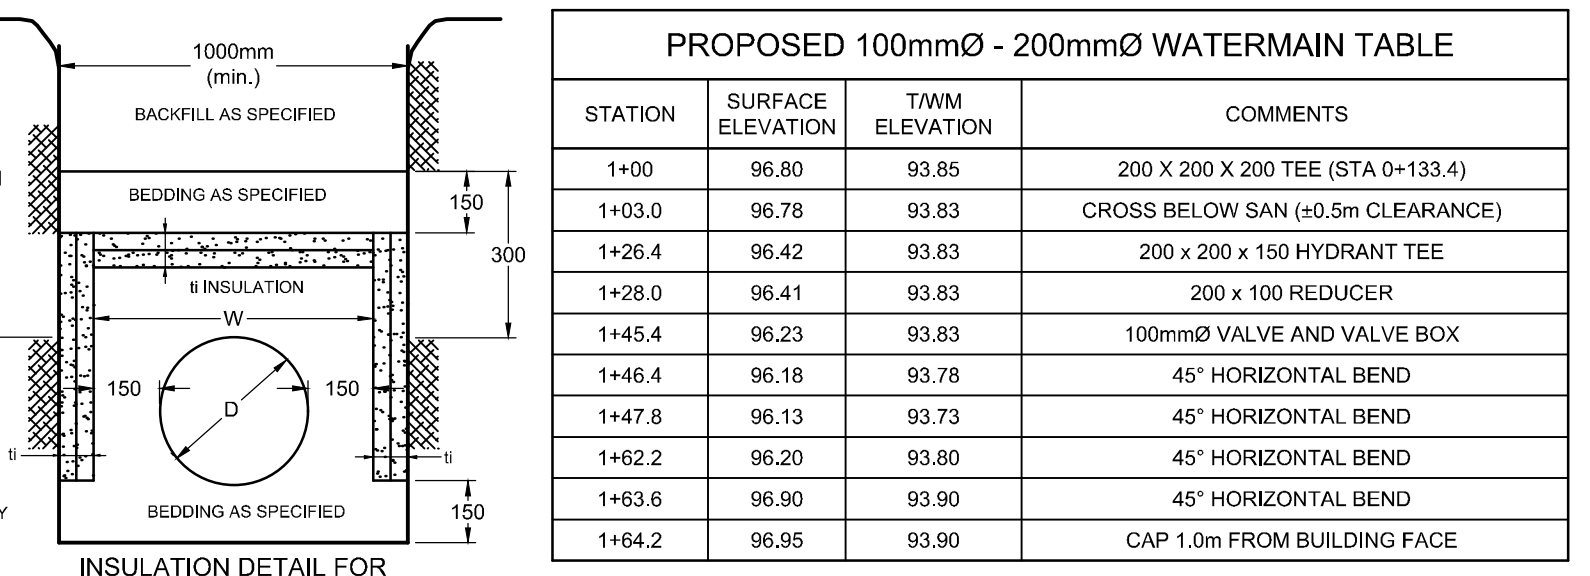 1000mm
(min.)
BACKFILL AS SPECIFIED
BEDDING AS SPECIFIED
150
300
ti INSULATION
W
150
150
D
ti
ti
BEDDING AS SPECIFIED
150
INSULATION DETAIL FOR
PROPOSED 100mmØ - 200mmØ WATERMAIN TABLE
STATION SURFACE ELEVATION T/WM ELEVATION COMMENTS
1+00 96.80 93.85 200 X 200 X 200 TEE (STA 0+133.4)
1+03.0 96.78 93.83 CROSS BELOW SAN (±0.5m CLEARANCE)
1+26.4 96.42 93.83 200 x 200 x 150 HYDRANT TEE
1+28.0 96.41 93.83 200 x 100 REDUCER
1+45.4 96.23 93.83 100mmØ VALVE AND VALVE BOX
1+46.4 96.18 93.78 45° HORIZONTAL BEND
1+47.8 96.13 93.73 45° HORIZONTAL BEND
1+62.2 96.20 93.80 45° HORIZONTAL BEND
1+63.6 96.90 93.90 45° HORIZONTAL BEND
1+64.2 96.95 93.90 CAP 1.0m FROM BUILDING FACE